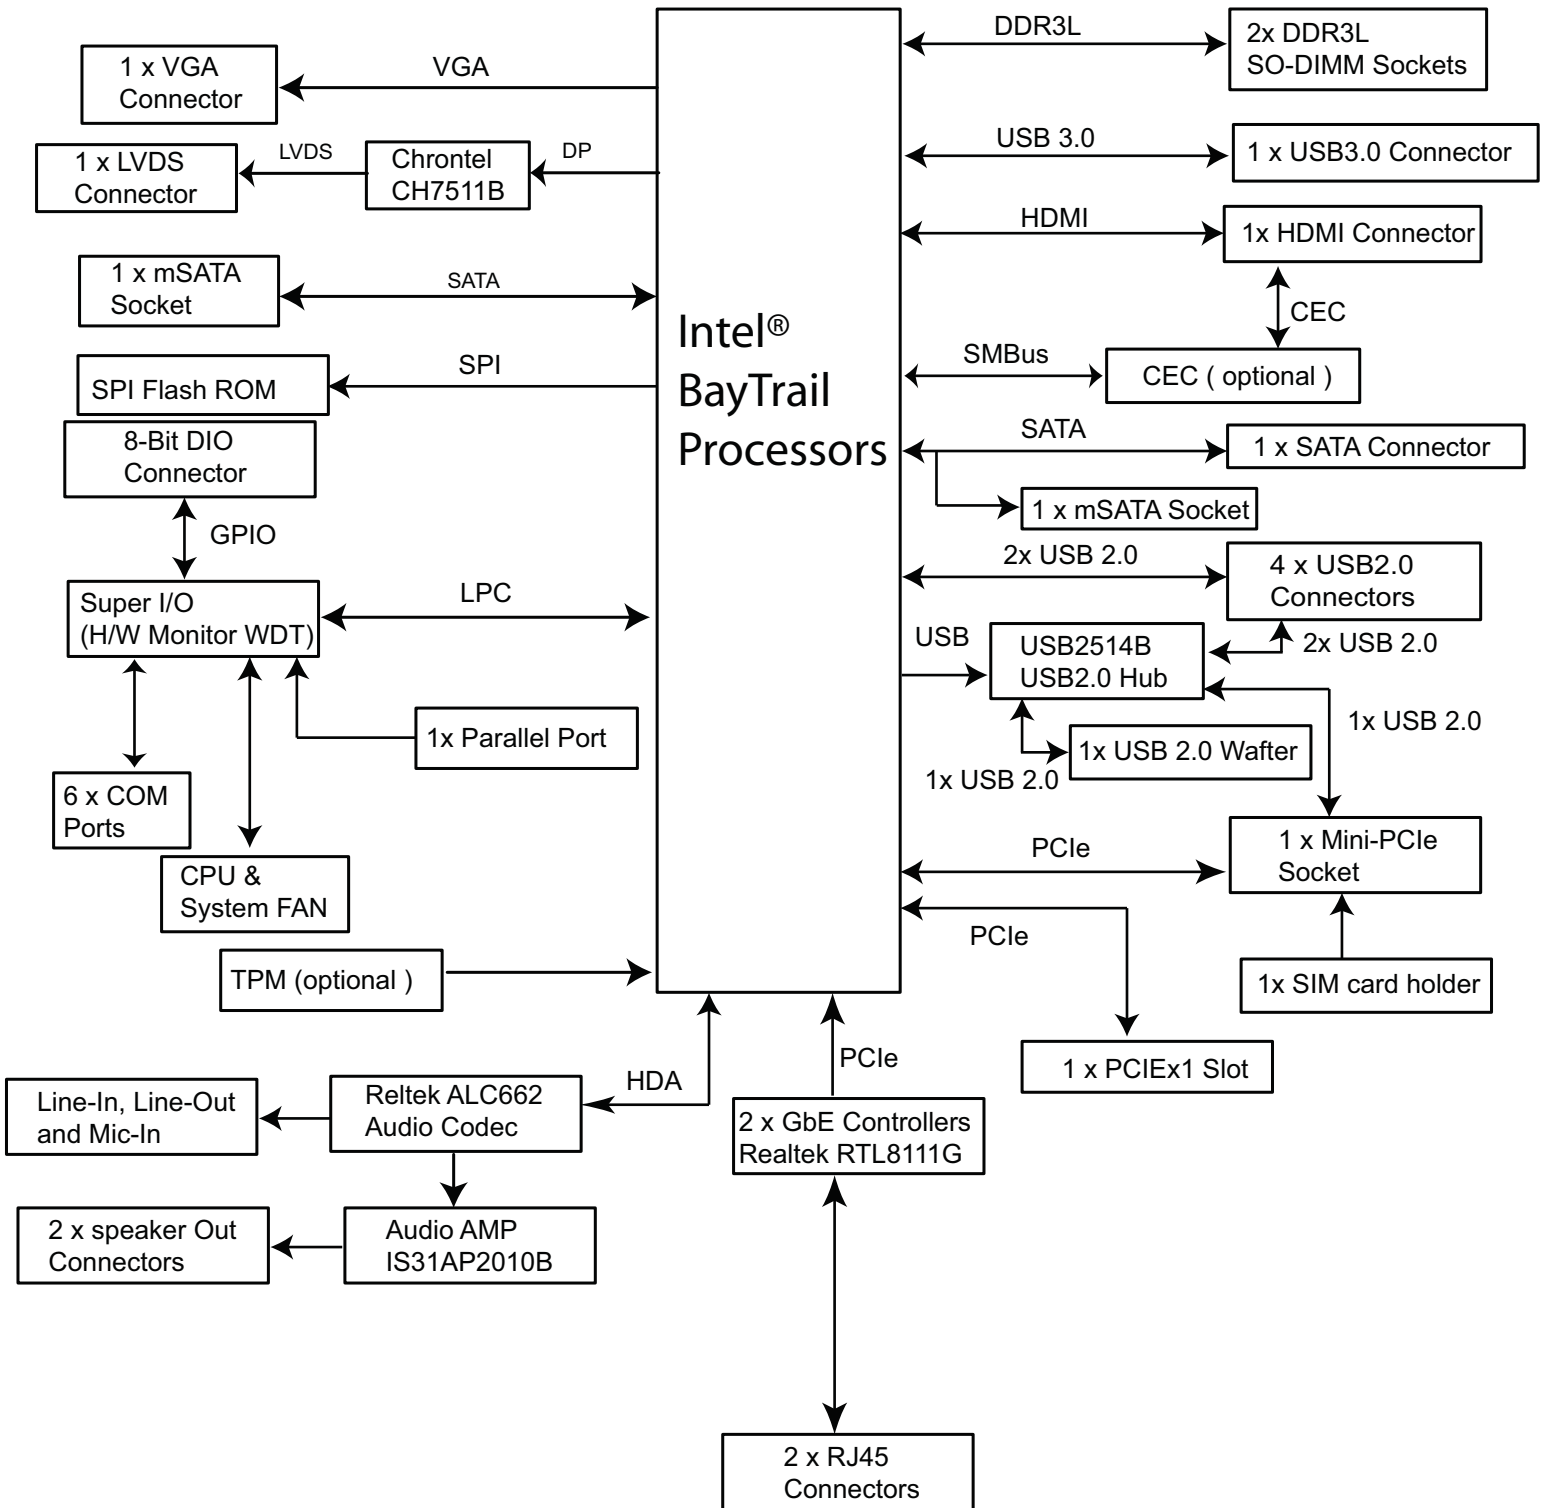 1 x VGA
Connector
VGA
1 x LVDS
Connector
LVDS
Chrontel
CH7511B
DP
1 x mSATA
Socket
SATA
SPI Flash ROM
SPI
8-Bit DIO
Connector
GPIO
Super I/O
(H/W Monitor WDT)
LPC
1x Parallel Port
6 x COM
Ports
CPU &
System FAN
TPM (optional )
Intel®
BayTrail
Processors
DDR3L
2x DDR3L
SO-DIMM Sockets
USB 3.0
1 x USB3.0 Connector
HDMI
1x HDMI Connector
CEC
SMBus
CEC ( optional )
SATA
1 x SATA Connector
1 x mSATA Socket
2x USB 2.0
4 x USB2.0
Connectors
USB
USB2514B
USB2.0 Hub
2x USB 2.0
1x USB 2.0
1x USB 2.0 Wafter
1x USB 2.0
PCIe
1 x Mini-PCIe
Socket
PCIe
1x SIM card holder
1 x PCIEx1 Slot
HDA
Reltek ALC662
Audio Codec
Line-In, Line-Out
and Mic-In
Audio AMP
IS31AP2010B
2 x speaker Out
Connectors
PCIe
2 x GbE Controllers
Realtek RTL8111G
2 x RJ45
Connectors